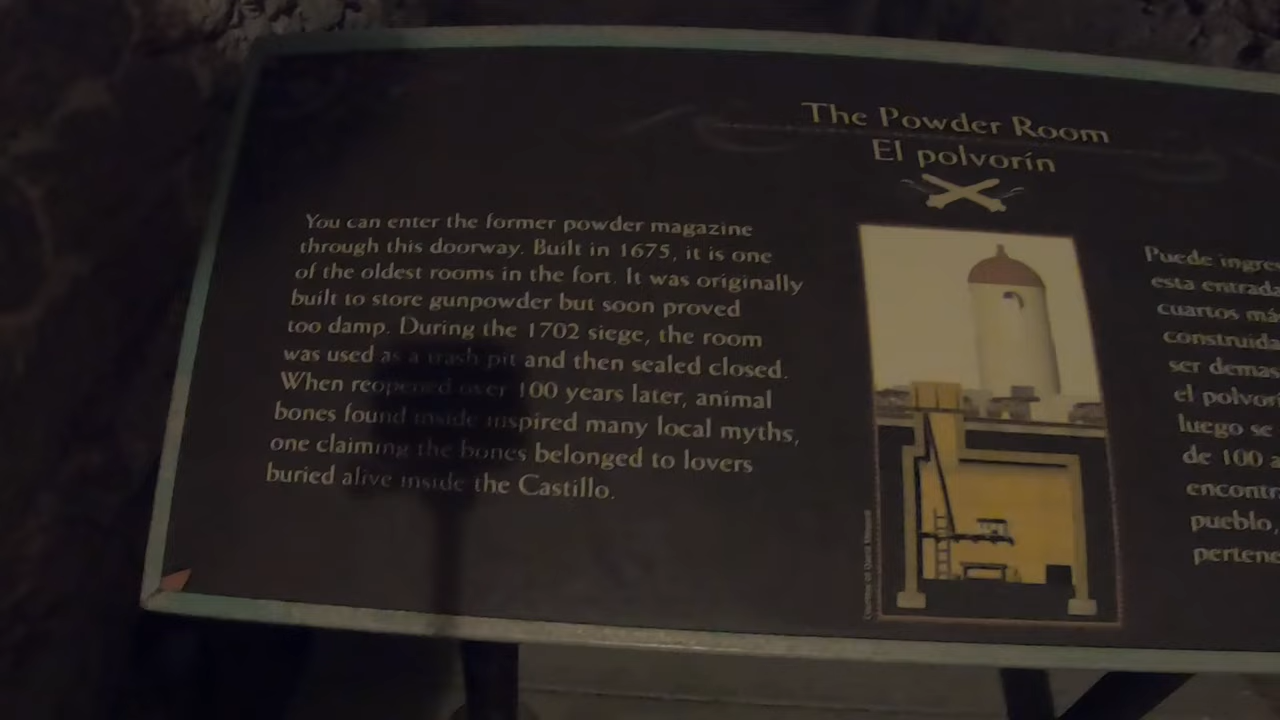 The Powder Room
El polvorín
You can enter the former powder magazine
through this doorway. Built in 1675, it is one
of the oldest rooms in the fort. It was originally
built to store gunpowder but soon proved
too damp. During the 1702 siege, the room
was used as a trash pit and then sealed closed.
When reopened over 100 years later, animal
bones found inside inspired many local myths,
one claiming the bones belonged to lovers
buried alive inside the Castillo.
Puede ingre
esta entrada
cuartos má
construida
ser demas
el polvor
luego se
de 100 a
encontr
pueblo,
pertene